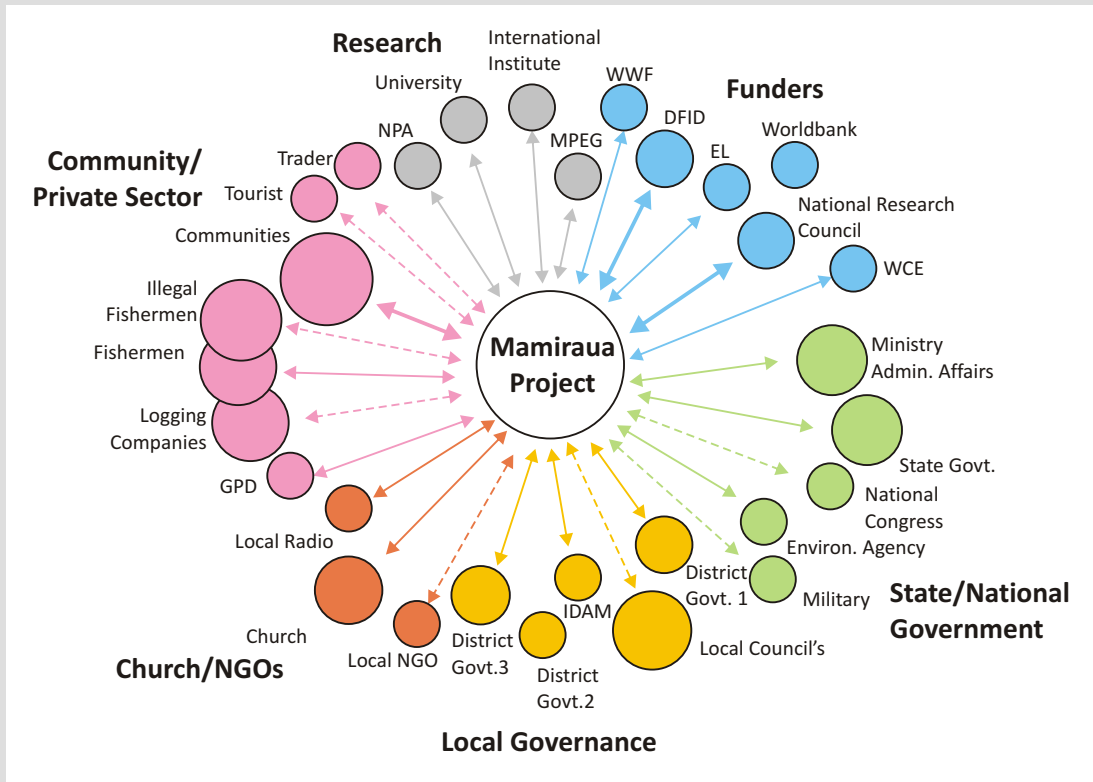 Research
International
Institute
University
WWF
Funders
NPA
MPEG
DFID
Worldbank
EL
Community/
Private Sector
Trader
Tourist
Communities
National Research
Council
WCE
Illegal
Fishermen
Fishermen
Logging
Companies
GPD
Mamiraua
Project
Ministry
Admin. Affairs
State Govt.
National
Congress
Environ. Agency
Military
State/National
Government
Local Radio
Church
Local NGO
Church/NGOs
District
Govt.3
District
Govt.2
IDAM
District
Govt. 1
Local Council’s
Local Governance